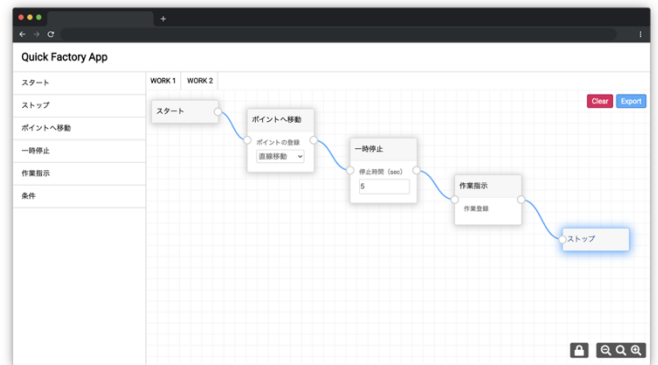 Quick Factory App
スタート
ストップ
ポイントへ移動
一時停止
作業指示
条件
WORK 1 WORK 2
Clear Export
スタート
ポイントへ移動
ポイントの登録
直線移動
一時停止
停止時間（sec）
5
作業指示
作業登録
ストップ